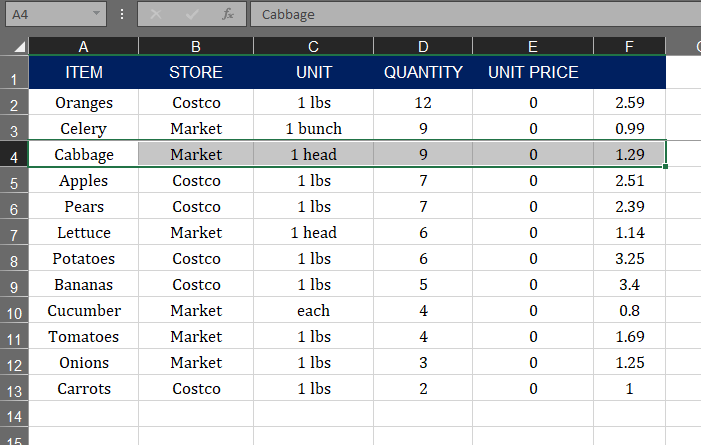 A4 fx Cabbage
A B C D E F
1 ITEM STORE UNIT QUANTITY UNIT PRICE
2 Oranges Costco 1 lbs 12 0 2.59
3 Celery Market 1 bunch 9 0 0.99
4 Cabbage Market 1 head 9 0 1.29
5 Apples Costco 1 lbs 7 0 2.51
6 Pears Costco 1 lbs 7 0 2.39
7 Lettuce Market 1 head 6 0 1.14
8 Potatoes Costco 1 lbs 6 0 3.25
9 Bananas Costco 1 lbs 5 0 3.4
10 Cucumber Market each 4 0 0.8
11 Tomatoes Market 1 lbs 4 0 1.69
12 Onions Market 1 lbs 3 0 1.25
13 Carrots Costco 1 lbs 2 0 1
14
15